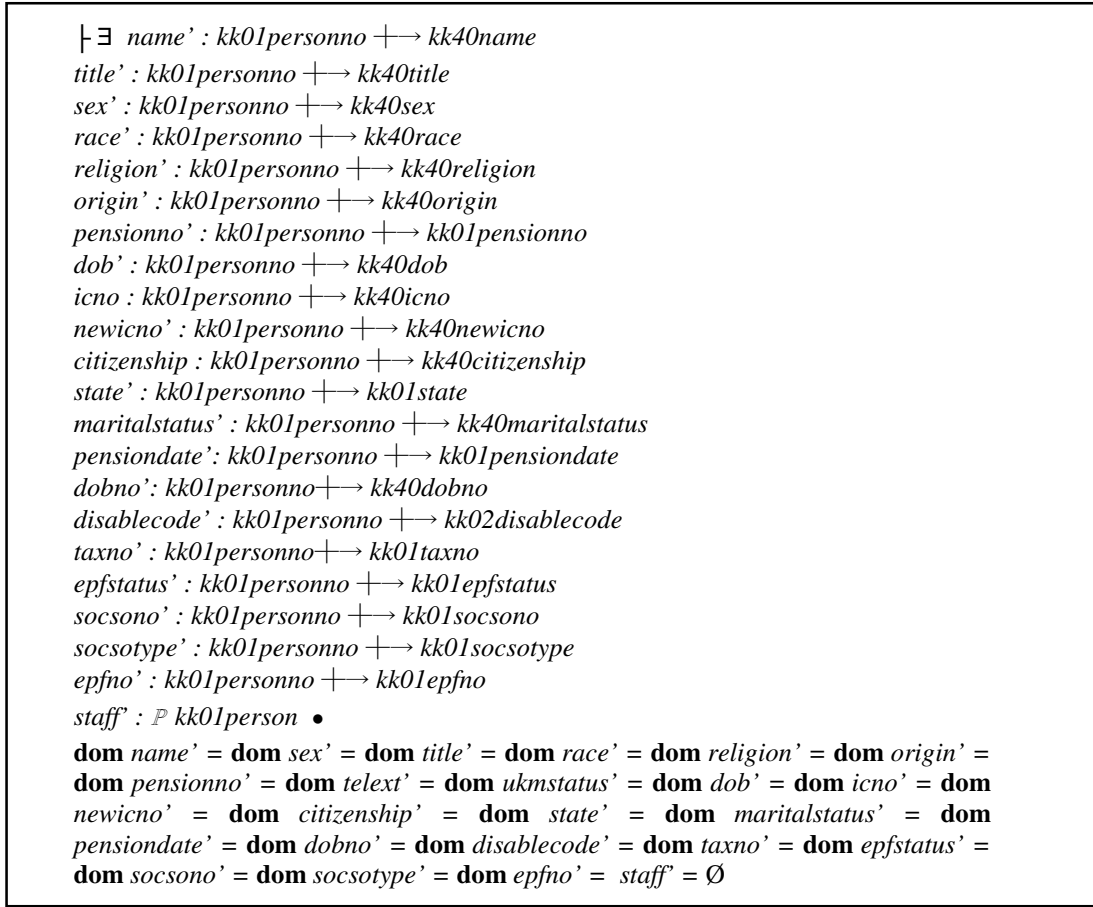 ├ ∃ name’ : kk01personno ┼→ kk40name
title’ : kk01personno ┼→ kk40title
sex’ : kk01personno ┼→ kk40sex
race’ : kk01personno ┼→ kk40race
religion’ : kk01personno ┼→ kk40religion
origin’ : kk01personno ┼→ kk40origin
pensionno’ : kk01personno ┼→ kk01pensionno
dob’ : kk01personno ┼→ kk40dob
icno : kk01personno ┼→ kk40icno
newicno’ : kk01personno ┼→ kk40newicno
citizenship : kk01personno ┼→ kk40citizenship
state’ : kk01personno ┼→ kk01state
maritalstatus’ : kk01personno ┼→ kk40maritalstatus
pensiondate’: kk01personno ┼→ kk01pensiondate
dobno’: kk01personno┼→ kk40dobno
disablecode’ : kk01personno ┼→ kk02disablecode
taxno’ : kk01personno┼→ kk01taxno
epfstatus’ : kk01personno ┼→ kk01epfstatus
socsono’ : kk01personno ┼→ kk01socsono
socsotype’ : kk01personno ┼→ kk01socsotype
epfno’ : kk01personno ┼→ kk01epfno
staff’ : ℙ kk01person •
dom name’ = dom sex’ = dom title’ = dom race’ = dom religion’ = dom origin’ =
dom pensionno’ = dom telext’ = dom ukmstatus’ = dom dob’ = dom icno’ = dom
newicno’ = dom citizenship’ = dom state’ = dom maritalstatus’ = dom
pensiondate’ = dom dobno’ = dom disablecode’ = dom taxno’ = dom epfstatus’ =
dom socsono’ = dom socsotype’ = dom epfno’ = staff’ = Ø